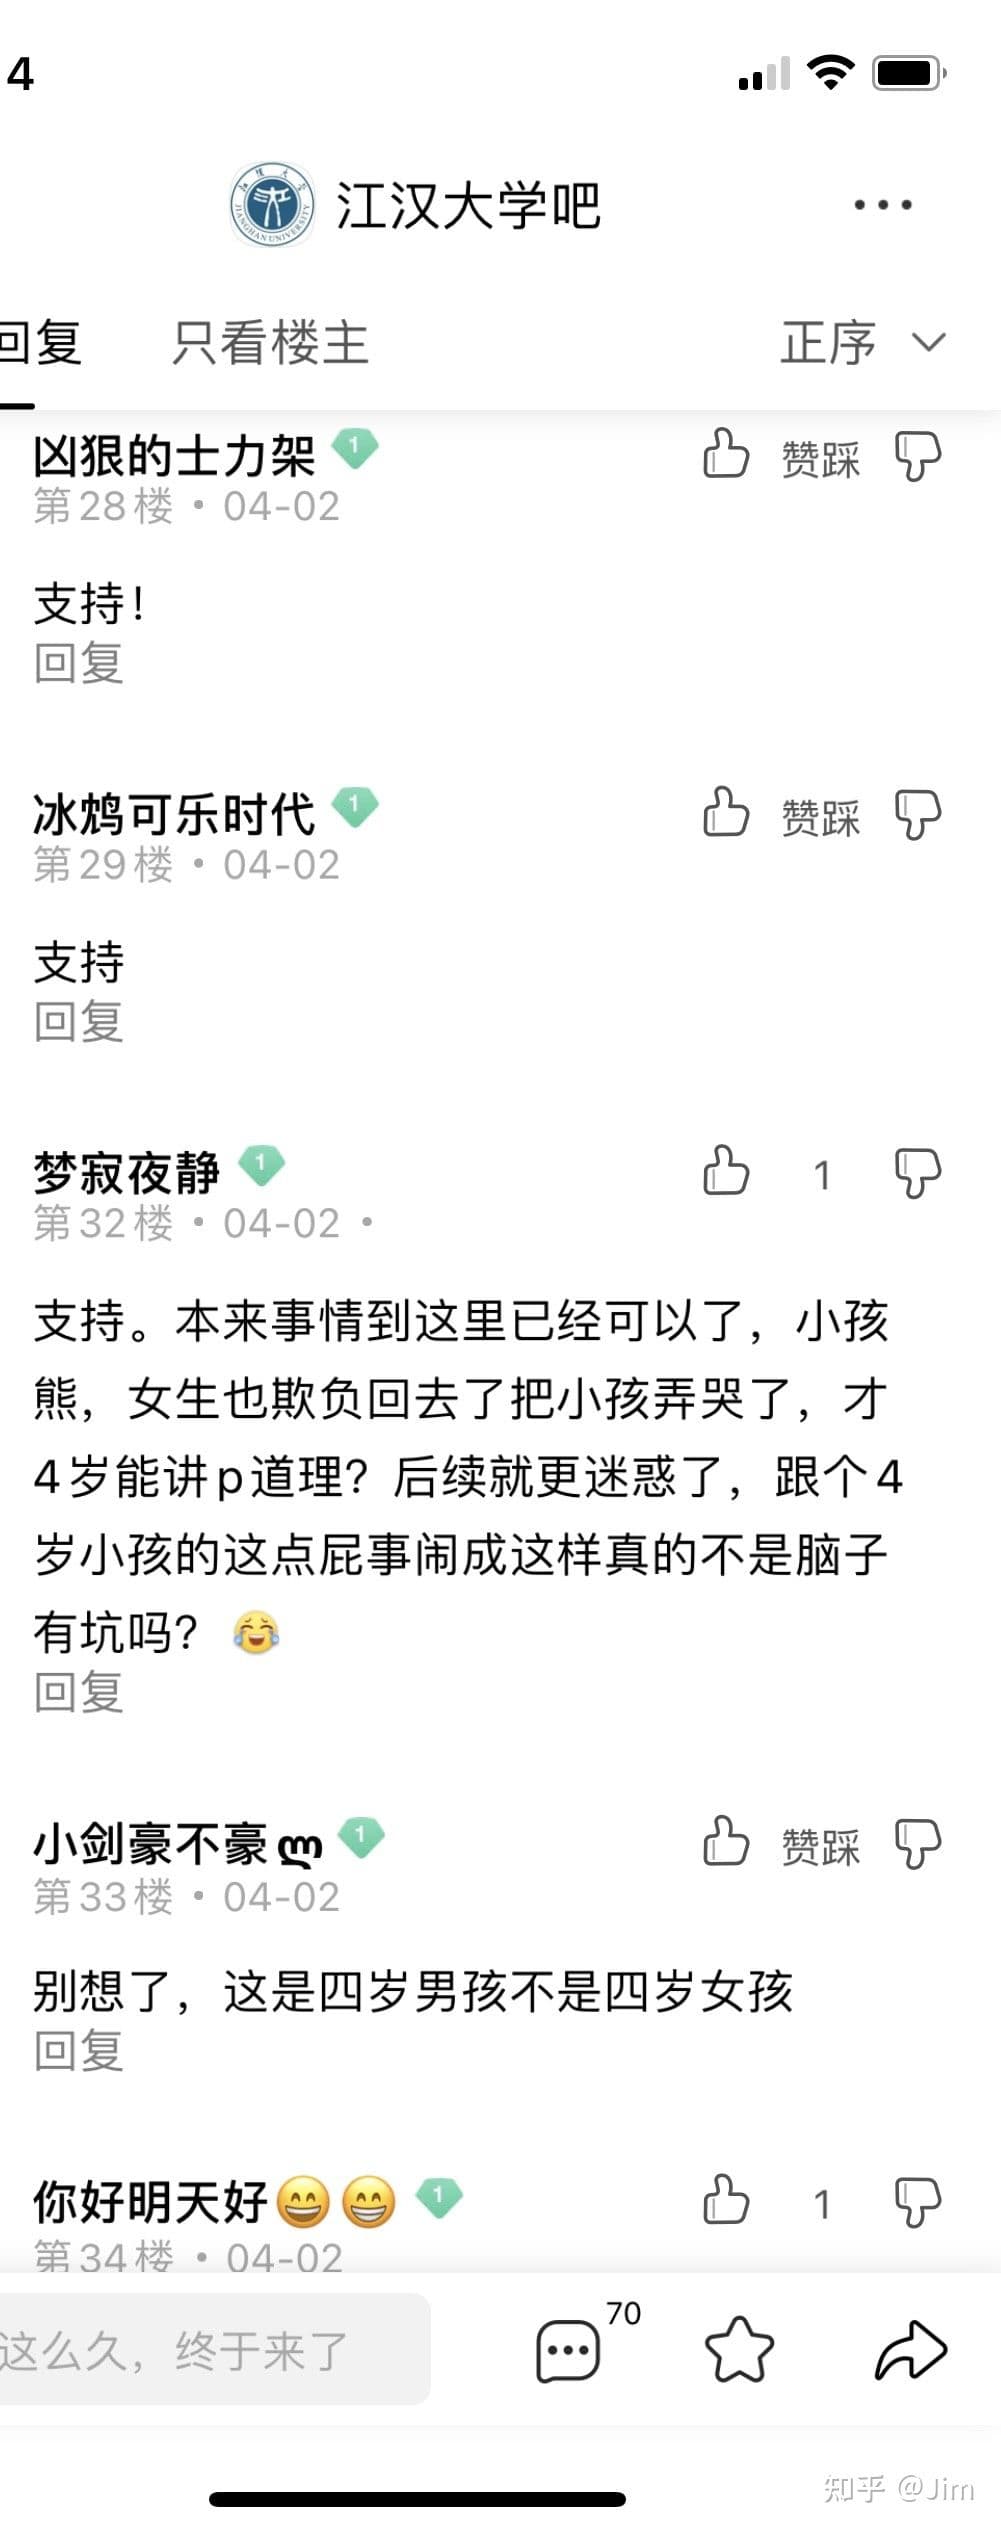 4
江汉大学吧
回复 只看楼主 正序
凶狠的士力架 1 赞踩
第28楼 · 04-02
支持！
回复
冰鸩可乐时代 1 赞踩
第29楼 · 04-02
支持
回复
梦寂夜静 1 1
第32楼 · 04-02 ·
支持。本来事情到这里已经可以了，小孩
熊，女生也欺负回去了把小孩弄哭了，才
4岁能讲p道理？后续就更迷惑了，跟个4
岁小孩的这点屁事闹成这样真的不是脑子
有坑吗？ 😂
回复
小剑豪不豪ლ 1 赞踩
第33楼 · 04-02
别想了，这是四岁男孩不是四岁女孩
回复
你好明天好😄😁 1 1
第34楼 · 04-02
这么久，终于来了 70
知乎 @Jim